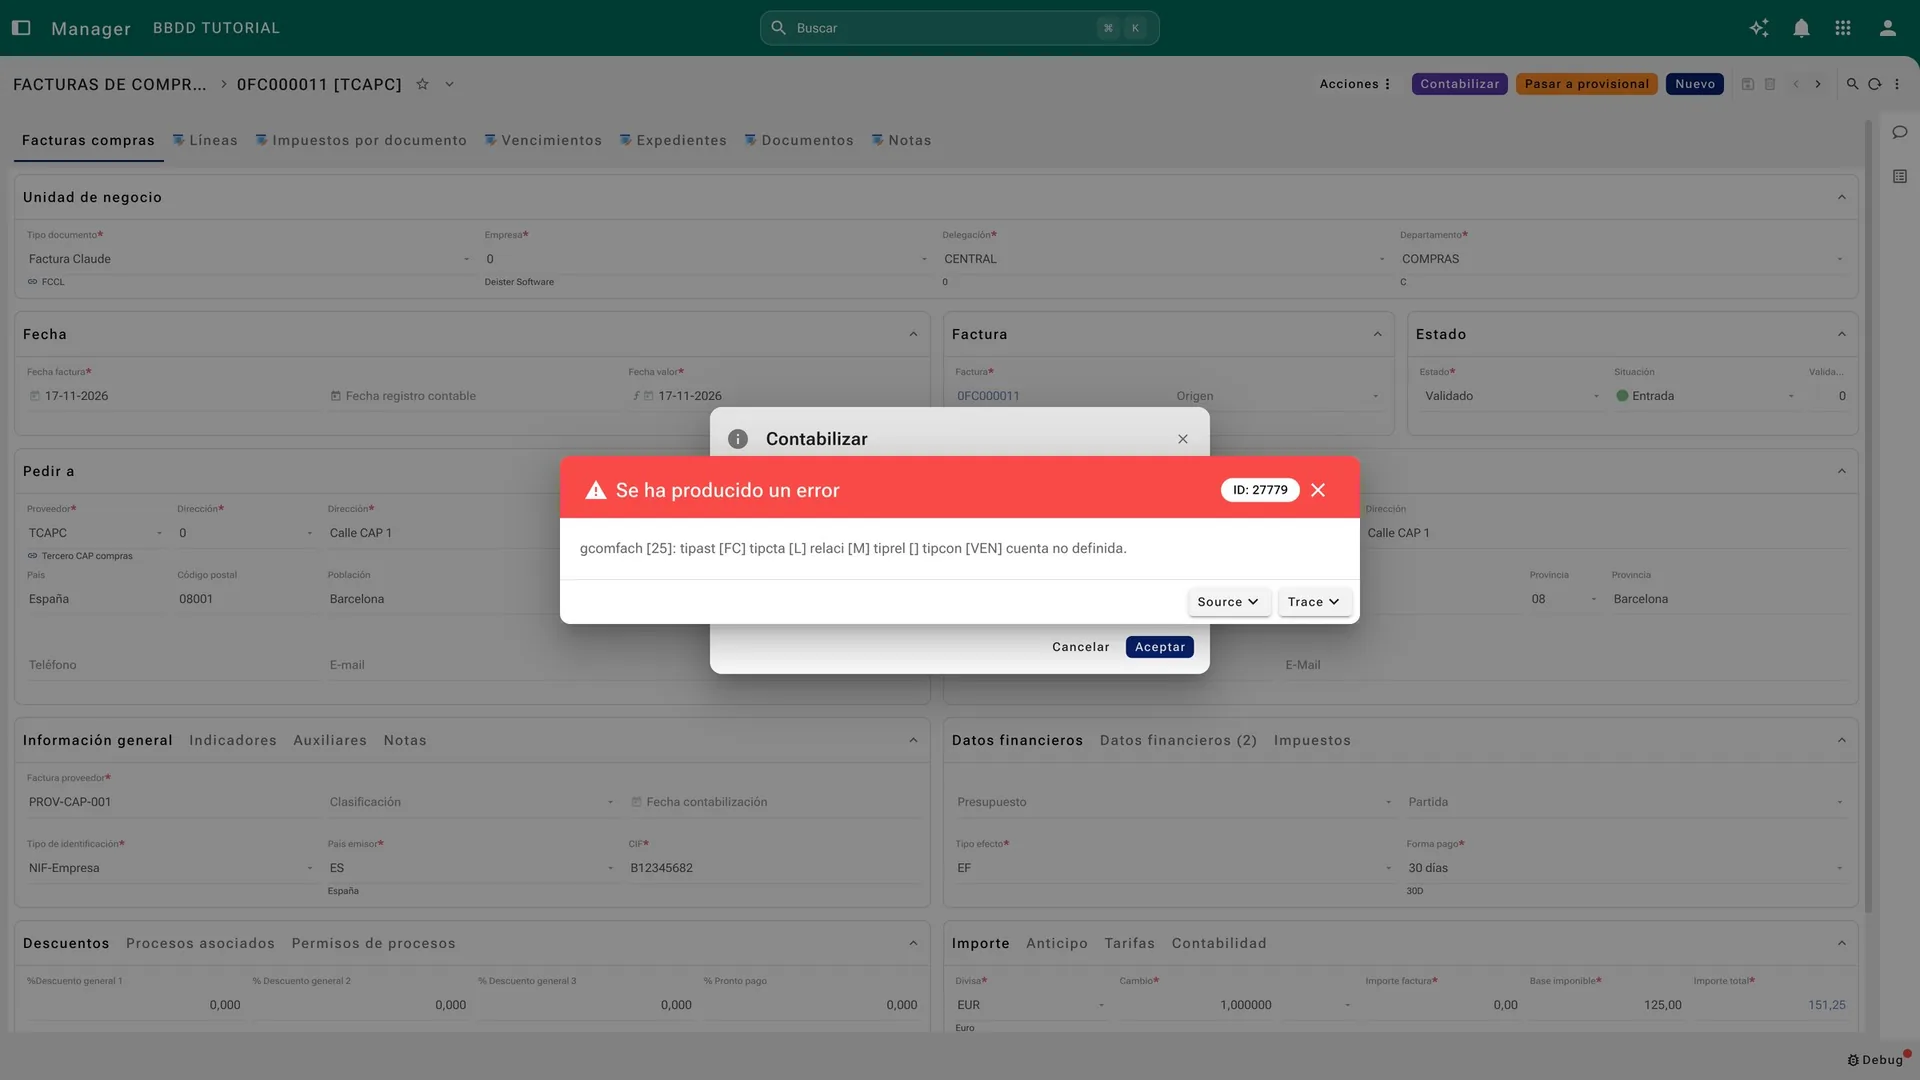 Manager BBDD TUTORIAL Buscar ⌘ K
FACTURAS DE COMPR... > 0FC000011 [TCAPC] Acciones Contabilizar Pasar a provisional Nuevo
Facturas compras Líneas Impuestos por documento Vencimientos Expedientes Documentos Notas
Unidad de negocio
Tipo documento* Empresa* Delegación* Departamento*
Factura Claude 0 CENTRAL COMPRAS
FCCL Deister Software 0 C
Fecha Factura Estado
Fecha factura* Fecha valor* Factura* Estado* Situación Valida...
17-11-2026 Fecha registro contable 17-11-2026 0FC000011 Origen Validado Entrada 0
Contabilizar
Pedir a
Se ha producido un error ID: 27779
Proveedor* Dirección* Dirección* Dirección
TCAPC 0 Calle CAP 1 Calle CAP 1
gcomfach [25]: tipast [FC] tipcta [L] relaci [M] tiprel [] tipcon [VEN] cuenta no definida.
Tercero CAP compras
País Código postal Población Provincia Provincia
España 08001 Barcelona 08 Barcelona
Source Trace
Cancelar Aceptar
Teléfono E-mail E-Mail
Información general Indicadores Auxiliares Notas Datos financieros Datos financieros (2) Impuestos
Factura proveedor*
PROV-CAP-001 Clasificación Fecha contabilización Presupuesto Partida
Tipo de identificación* País emisor* CIF* Tipo efecto* Forma pago*
NIF-Empresa ES B12345682 EF 30 días
España 30D
Descuentos Procesos asociados Permisos de procesos Importe Anticipo Tarifas Contabilidad
%Descuento general 1 % Descuento general 2 % Descuento general 3 % Pronto pago Divisa* Cambio* Importe factura* Base imponible* Importe total*
0,000 0,000 0,000 0,000 EUR 1,000000 0,00 125,00 151,25
Euro
Debug